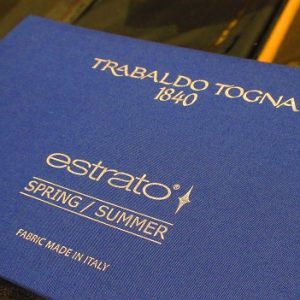 TRABALDO TOGNA
1840
estrato®
SPRING / SUMMER
FABRIC MADE IN ITALY